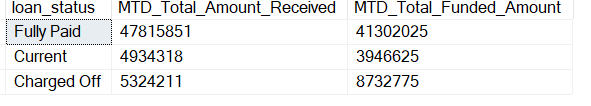 loan_status MTD_Total_Amount_Received MTD_Total_Funded_Amount
Fully Paid 47815851 41302025
Current 4934318 3946625
Charged Off 5324211 8732775